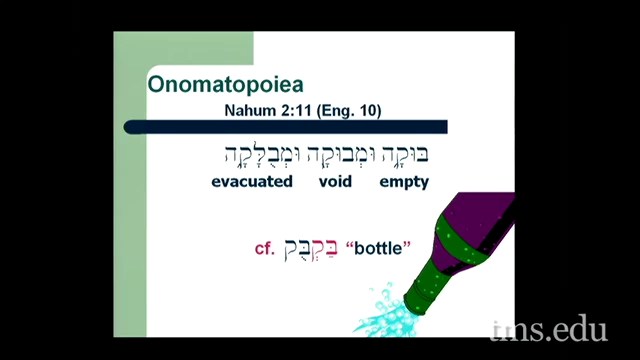 Onomatopoiea
Nahum 2:11 (Eng. 10)
בּוּקָה וּמְבוּקָה וּמְבֻלָּקָה
evacuated void empty
cf. בַּקְבֻּק “bottle”
tms.edu